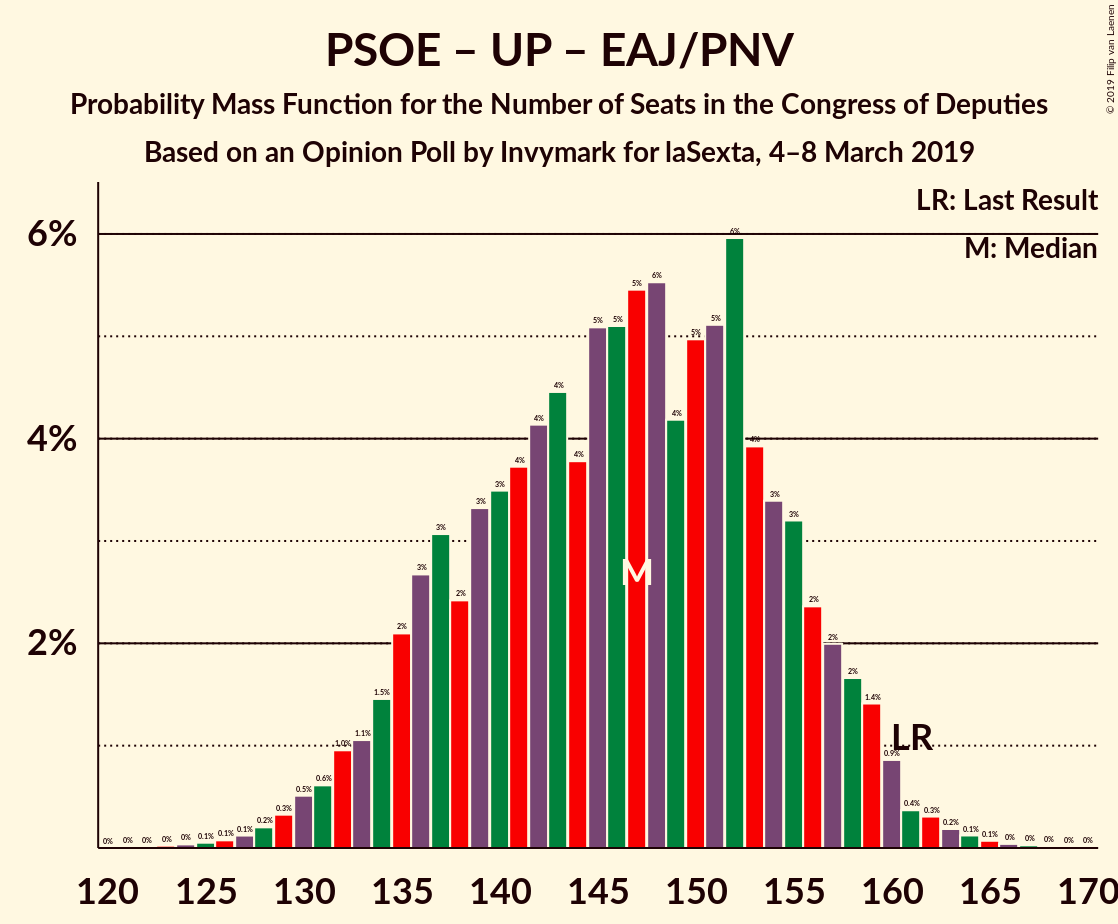 PSOE – UP – EAJ/PNV
Probability Mass Function for the Number of Seats in the Congress of Deputies
Based on an Opinion Poll by Invymark for laSexta, 4–8 March 2019
© 2019 Filip van Laenen
LR: Last Result
M: Median
6%
4%
2%
0% 0% 0% 0% 0% 0.1% 0.1% 0.1% 0.2% 0.3% 0.5% 0.6% 1.0% 1.1% 1.5% 2% 3% 3% 2% 3% 3% 4% 4% 4% 4% 5% 5% 5% 6% 4% 5% 5% 6% 4% 3% 3% 2% 2% 2% 1.4% 0.9% 0.4% 0.3% 0.2% 0.1% 0.1% 0% 0% 0% 0% 0%
M
LR
120 125 130 135 140 145 150 155 160 165 170